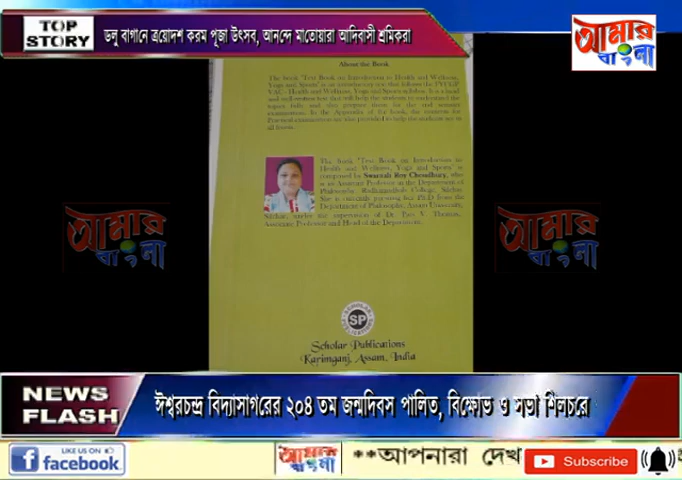 TOP
STORY
ডলু বাগানে ত্রয়োদশ করম পূজা উৎসব, আনন্দে মাতোয়ারা আদিবাসী শ্রমিকরা
আমার
বাংলা
About the Book
The book "Text Book on Introduction to Health and Wellness,
Yoga and Sports" is an introductory text that follows the FYUGP
VAC- Health and Wellness, Yoga and Sports syllabus. It is a lucid
and well written text that will help the students to understand the
topics fully and also prepare them for the end semester
examinations. In the Appendix of the book, the contents for
Practical examination are also provided to help the students out in
all fronts.
The book "Text Book on Introduction to
Health and Wellness, Yoga and Sports" is
composed by Swarnali Roy Choudhury, who
is an Assistant Professor at the Department of
Philosophy, Radhamadhab College, Silchar.
She is currently pursuing her Ph.D from the
Department of Philosophy, Assam University,
Silchar, under the supervision of Dr. Pius V. Thomas,
Associate Professor and Head of the Department.
আমার
বাংলা
আমার
বাংলা
SP
Scholar Publications
Karimganj, Assam, India
NEWS
FLASH
ঈশ্বরচন্দ্র বিদ্যাসাগরের ২০৪ তম জন্মদিবস পালিত, বিক্ষোভ ও সভা শিলচরে
LIKE US ON
facebook.
আমার
বাংলা
**আপনারা দেখ
Subscribe